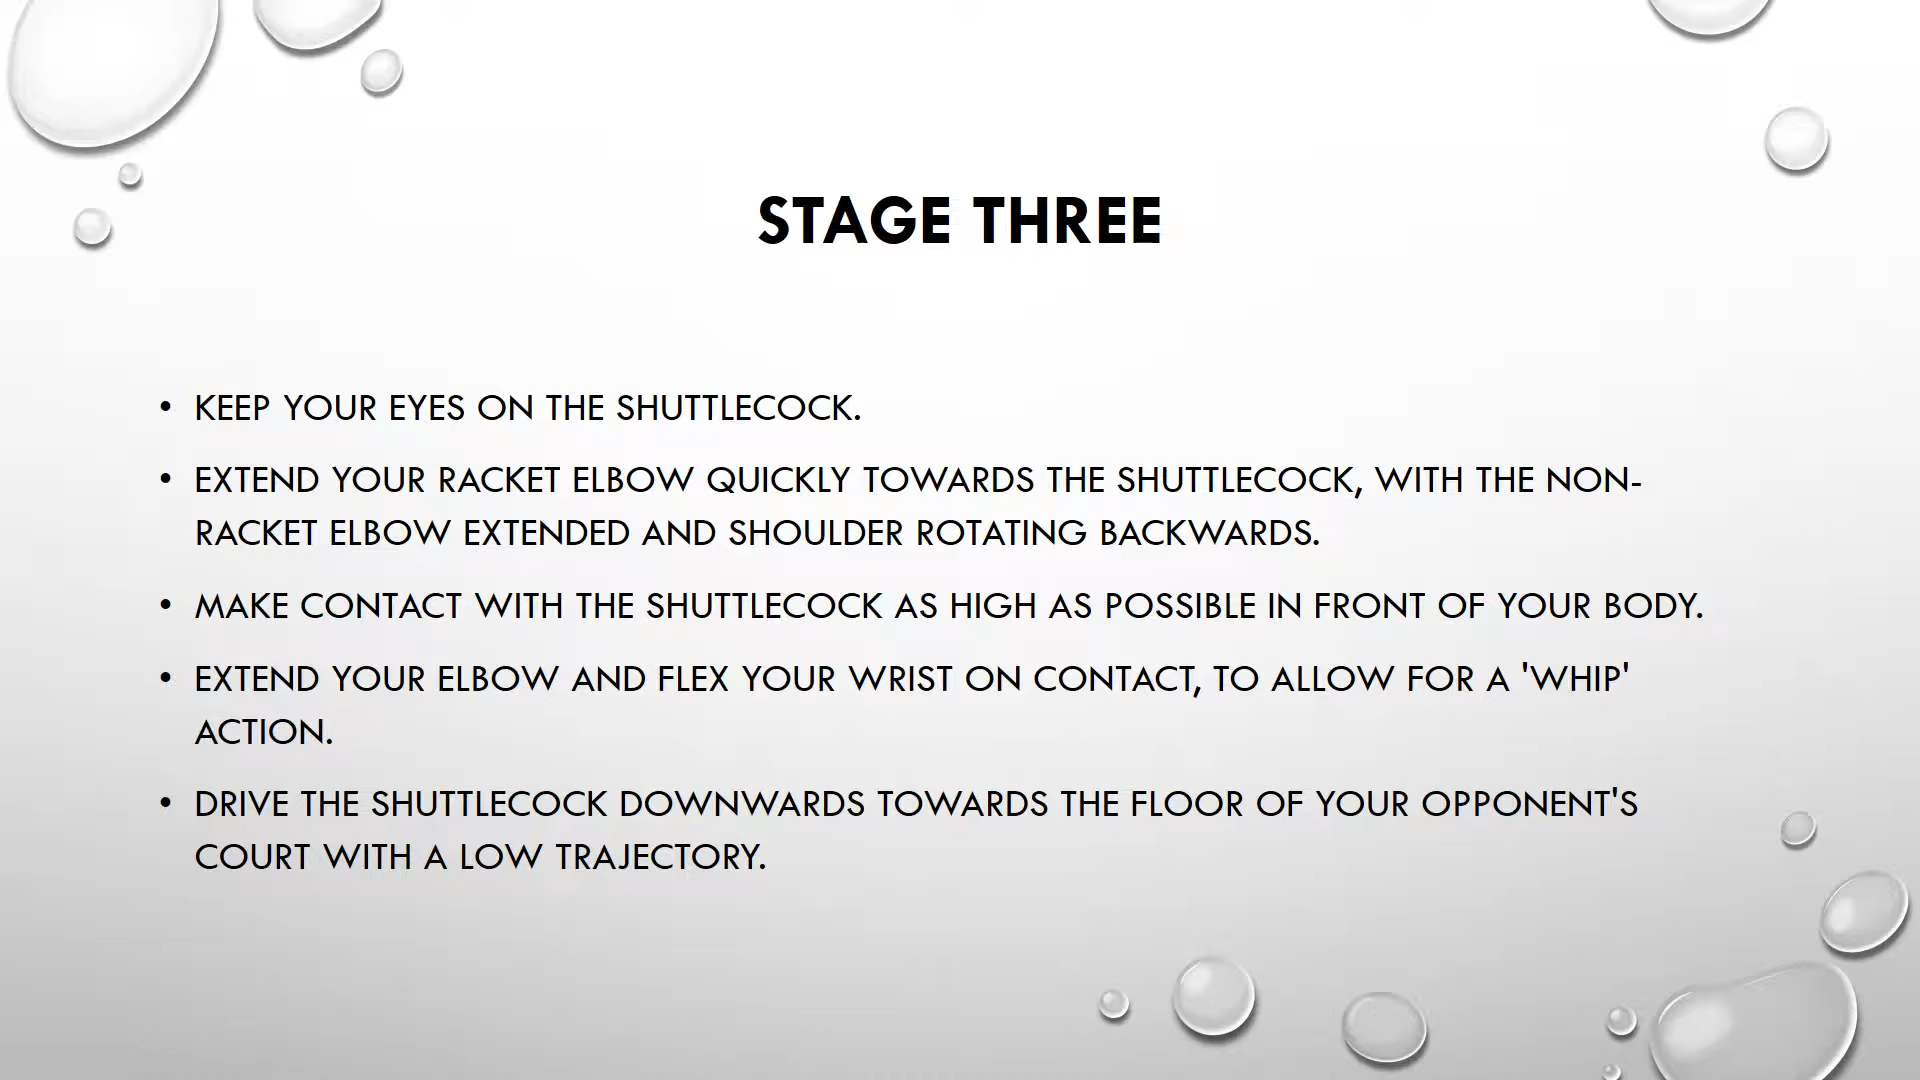 STAGE THREE
• KEEP YOUR EYES ON THE SHUTTLECOCK.
• EXTEND YOUR RACKET ELBOW QUICKLY TOWARDS THE SHUTTLECOCK, WITH THE NON-
RACKET ELBOW EXTENDED AND SHOULDER ROTATING BACKWARDS.
• MAKE CONTACT WITH THE SHUTTLECOCK AS HIGH AS POSSIBLE IN FRONT OF YOUR BODY.
• EXTEND YOUR ELBOW AND FLEX YOUR WRIST ON CONTACT, TO ALLOW FOR A 'WHIP'
ACTION.
• DRIVE THE SHUTTLECOCK DOWNWARDS TOWARDS THE FLOOR OF YOUR OPPONENT'S
COURT WITH A LOW TRAJECTORY.